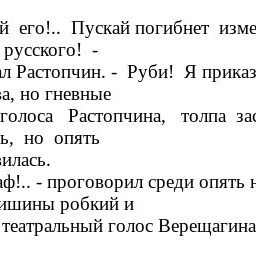 й его!.. Пускай погибнет изме
русского! -
л Растопчин. - Руби! Я приказ
ва, но гневные
голоса Растопчина, толпа зас
ь, но опять
вилась.
аф!.. - проговорил среди опять н
ишины робкий и
театральный голос Верещагина